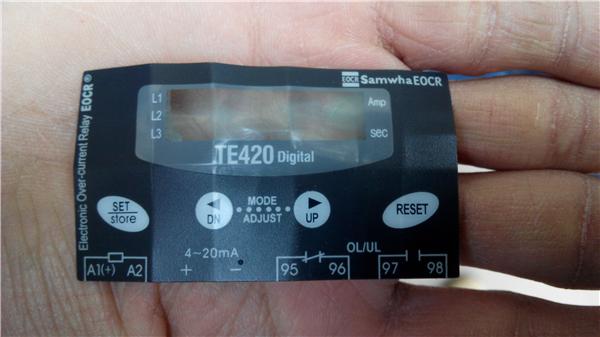 Electronic Over-current Relay EOCR®
EOCR SamwhaEOCR
L1 Amp
L2
L3 sec
TE420 Digital
SET store
DN
MODE ADJUST
UP
RESET
A1(+) A2
4~20mA
+ −
OL/UL
95 96
97 98